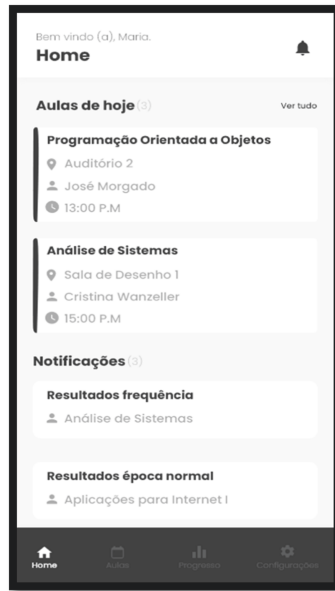 Bem vindo (a), Maria.
Home
Aulas de hoje (3)
Ver tudo
Programação Orientada a Objetos
Auditório 2
José Morgado
13:00 P.M
Análise de Sistemas
Sala de Desenho 1
Cristina Wanzeller
15:00 P.M
Notificações (3)
Resultados frequência
Análise de Sistemas
Resultados época normal
Aplicações para Internet I
Home
Aulas
Progresso
Configurações